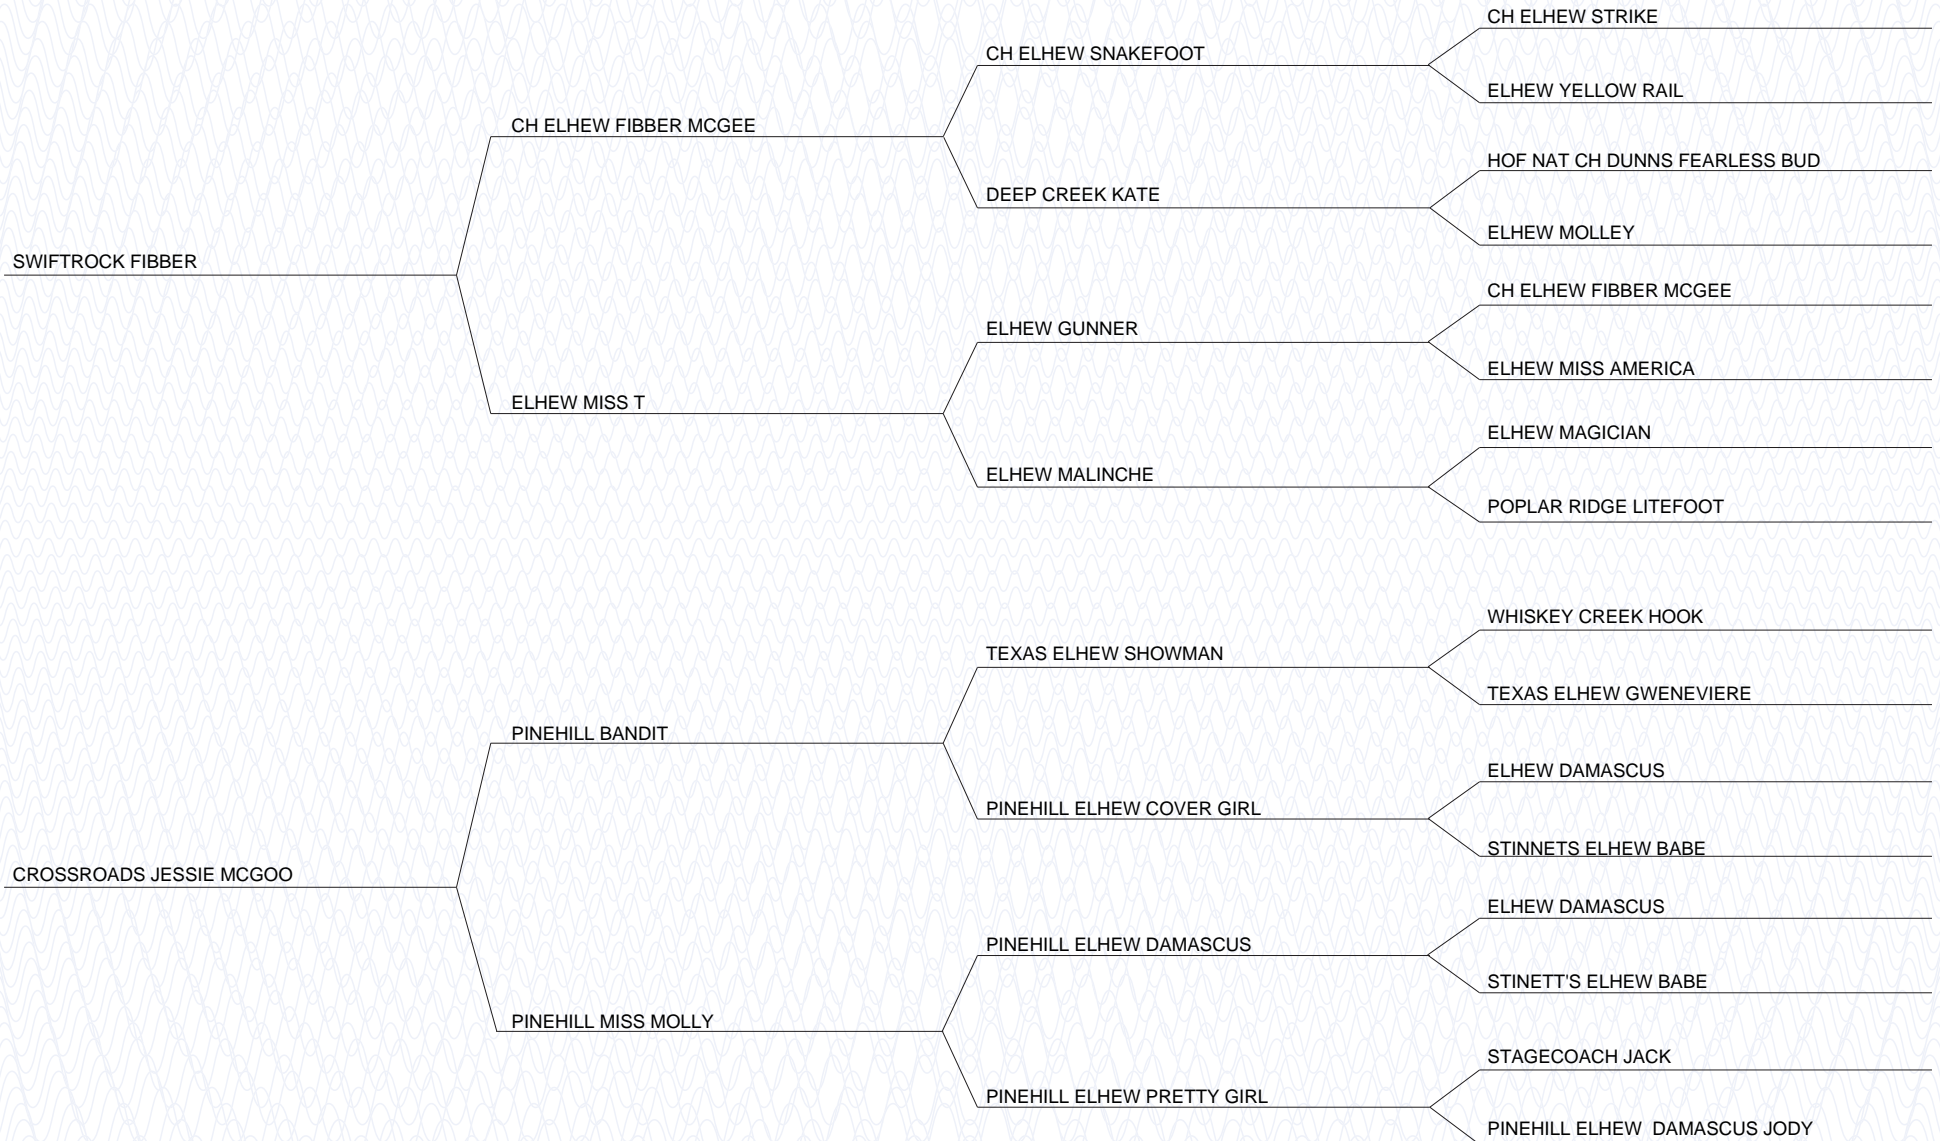 CH ELHEW STRIKE
CH ELHEW SNAKEFOOT
ELHEW YELLOW RAIL
CH ELHEW FIBBER MCGEE
HOF NAT CH DUNNS FEARLESS BUD
DEEP CREEK KATE
ELHEW MOLLEY
SWIFTROCK FIBBER
CH ELHEW FIBBER MCGEE
ELHEW GUNNER
ELHEW MISS AMERICA
ELHEW MISS T
ELHEW MAGICIAN
ELHEW MALINCHE
POPLAR RIDGE LITEFOOT
WHISKEY CREEK HOOK
TEXAS ELHEW SHOWMAN
TEXAS ELHEW GWENEVIERE
PINEHILL BANDIT
ELHEW DAMASCUS
PINEHILL ELHEW COVER GIRL
STINNETS ELHEW BABE
CROSSROADS JESSIE MCGOO
ELHEW DAMASCUS
PINEHILL ELHEW DAMASCUS
STINETT'S ELHEW BABE
PINEHILL MISS MOLLY
STAGECOACH JACK
PINEHILL ELHEW PRETTY GIRL
PINEHILL ELHEW  DAMASCUS JODY